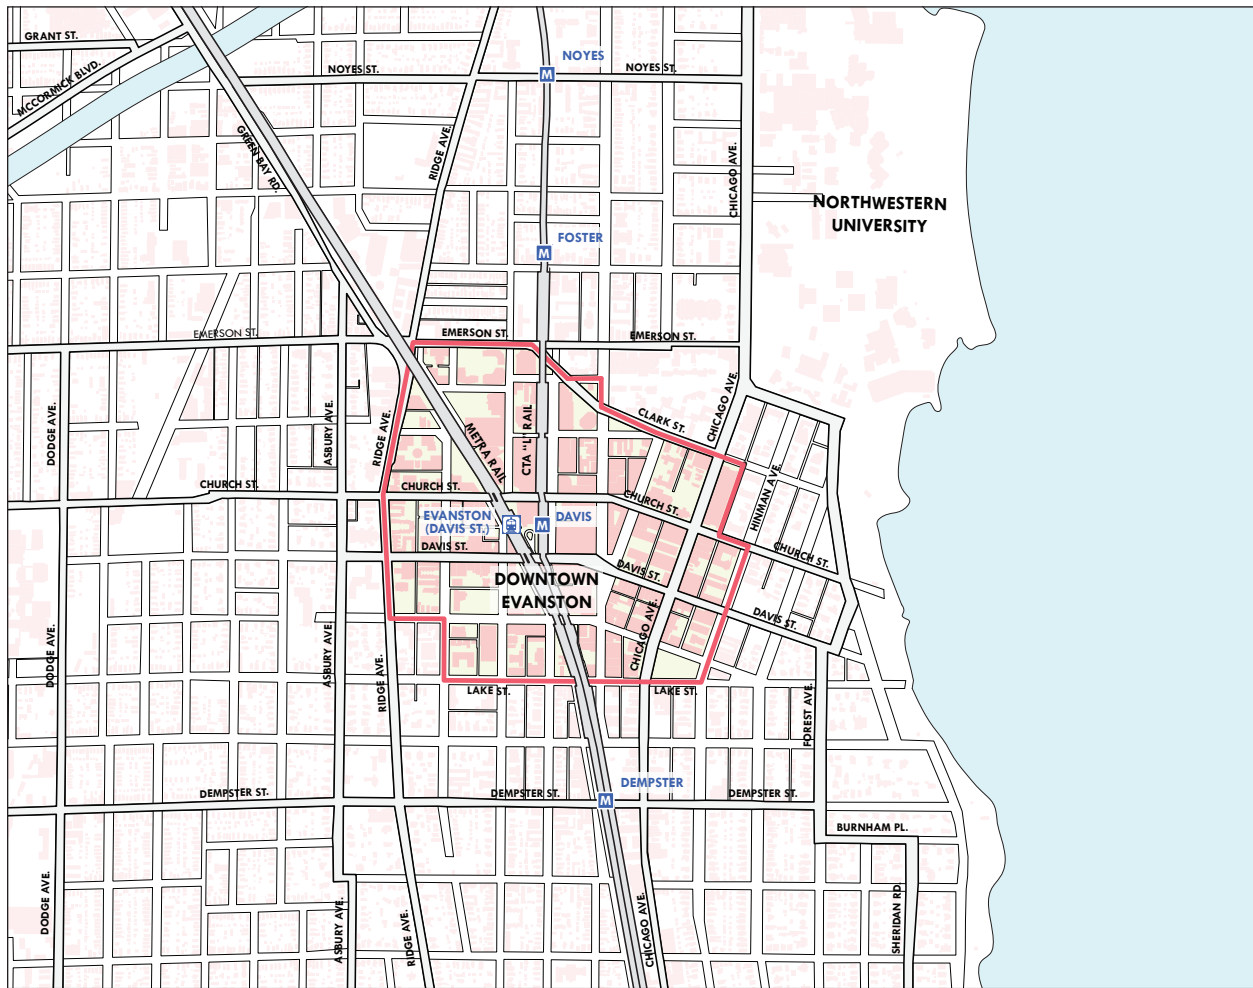 GRANT ST.
MCCORMICK BLVD.
NOYES
NOYES ST.
NOYES ST.
GREEN BAY RD.
RIDGE AVE.
CHICAGO AVE.
NORTHWESTERN
UNIVERSITY
FOSTER
EMERSON ST.
EMERSON ST.
EMERSON ST.
DODGE AVE.
ASBURY AVE.
RIDGE AVE.
METRA RAIL
CTA "L" RAIL
CLARK ST.
CHICAGO AVE.
HINMAN AVE.
CHURCH ST.
CHURCH ST.
CHURCH ST.
CHURCH ST.
EVANSTON
(DAVIS ST.)
DAVIS
DAVIS ST.
DAVIS ST.
DAVIS ST.
DOWNTOWN
EVANSTON
CHICAGO AVE.
DODGE AVE.
ASBURY AVE.
RIDGE AVE.
LAKE ST.
LAKE ST.
FOREST AVE.
DEMPSTER
DEMPSTER ST.
DEMPSTER ST.
DEMPSTER ST.
BURNHAM PL.
DODGE AVE.
ASBURY AVE.
RIDGE AVE.
CHICAGO AVE.
SHERIDAN RD.
M
M
M
M